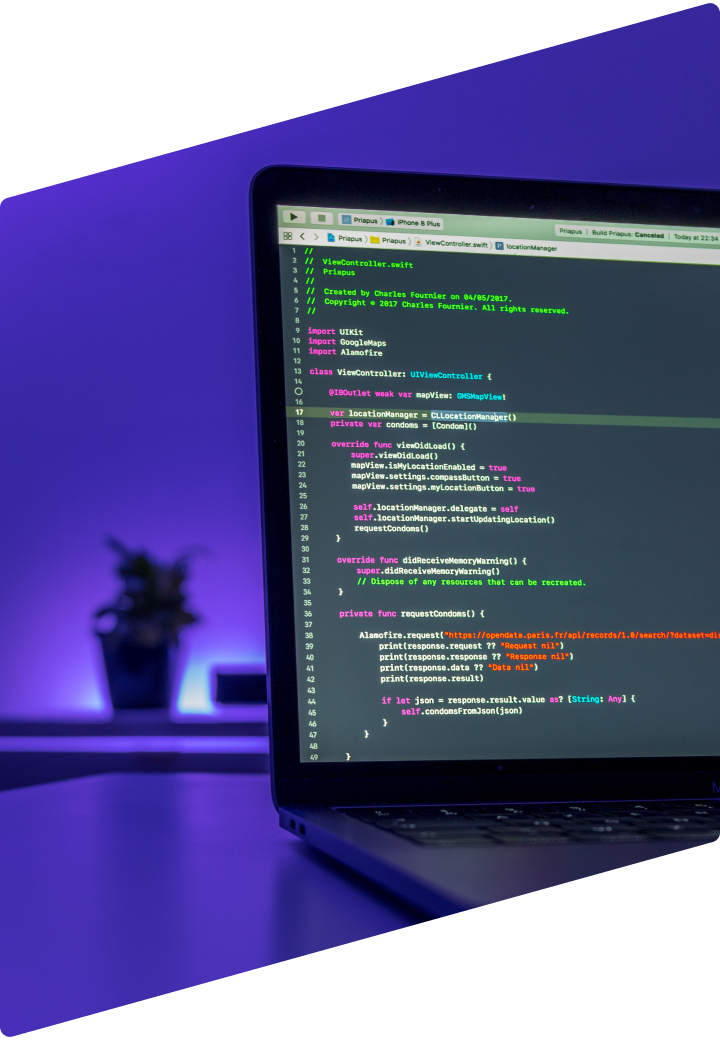 Priapus iPhone 8 Plus
Priapus | Build Priapus: Canceled | Today at 22:34
Priapus Priapus ViewController.swift P locationManager
1 //
2 // ViewController.swift
3 // Priapus
4 //
5 // Created by Charles Fournier on 04/05/2017.
6 // Copyright © 2017 Charles Fournier. All rights reserved.
7 //
8
9 import UIKit
10 import GoogleMaps
11 import Alamofire
12
13 class ViewController: UIViewController {
14
@IBOutlet weak var mapView: GMSMapView!
16
17 var locationManager = CLLocationManager()
18 private var condoms = [Condom]()
19
20 override func viewDidLoad() {
21 super.viewDidLoad()
22 mapView.isMyLocationEnabled = true
23 mapView.settings.compassButton = true
24 mapView.settings.myLocationButton = true
25
26 self.locationManager.delegate = self
27 self.locationManager.startUpdatingLocation()
28 requestCondoms()
29 }
30
31 override func didReceiveMemoryWarning() {
32 super.didReceiveMemoryWarning()
33 // Dispose of any resources that can be recreated.
34 }
35
36 private func requestCondoms() {
37
38 Alamofire.request("https://opendata.paris.fr/api/records/1.0/search/?dataset=dis
39 print(response.request ?? "Request nil")
40 print(response.response ?? "Response nil")
41 print(response.data ?? "Data nil")
42 print(response.result)
43
44 if let json = response.result.value as? [String: Any] {
45 self.condomsFromJson(json)
46 }
47 }
48
49 }